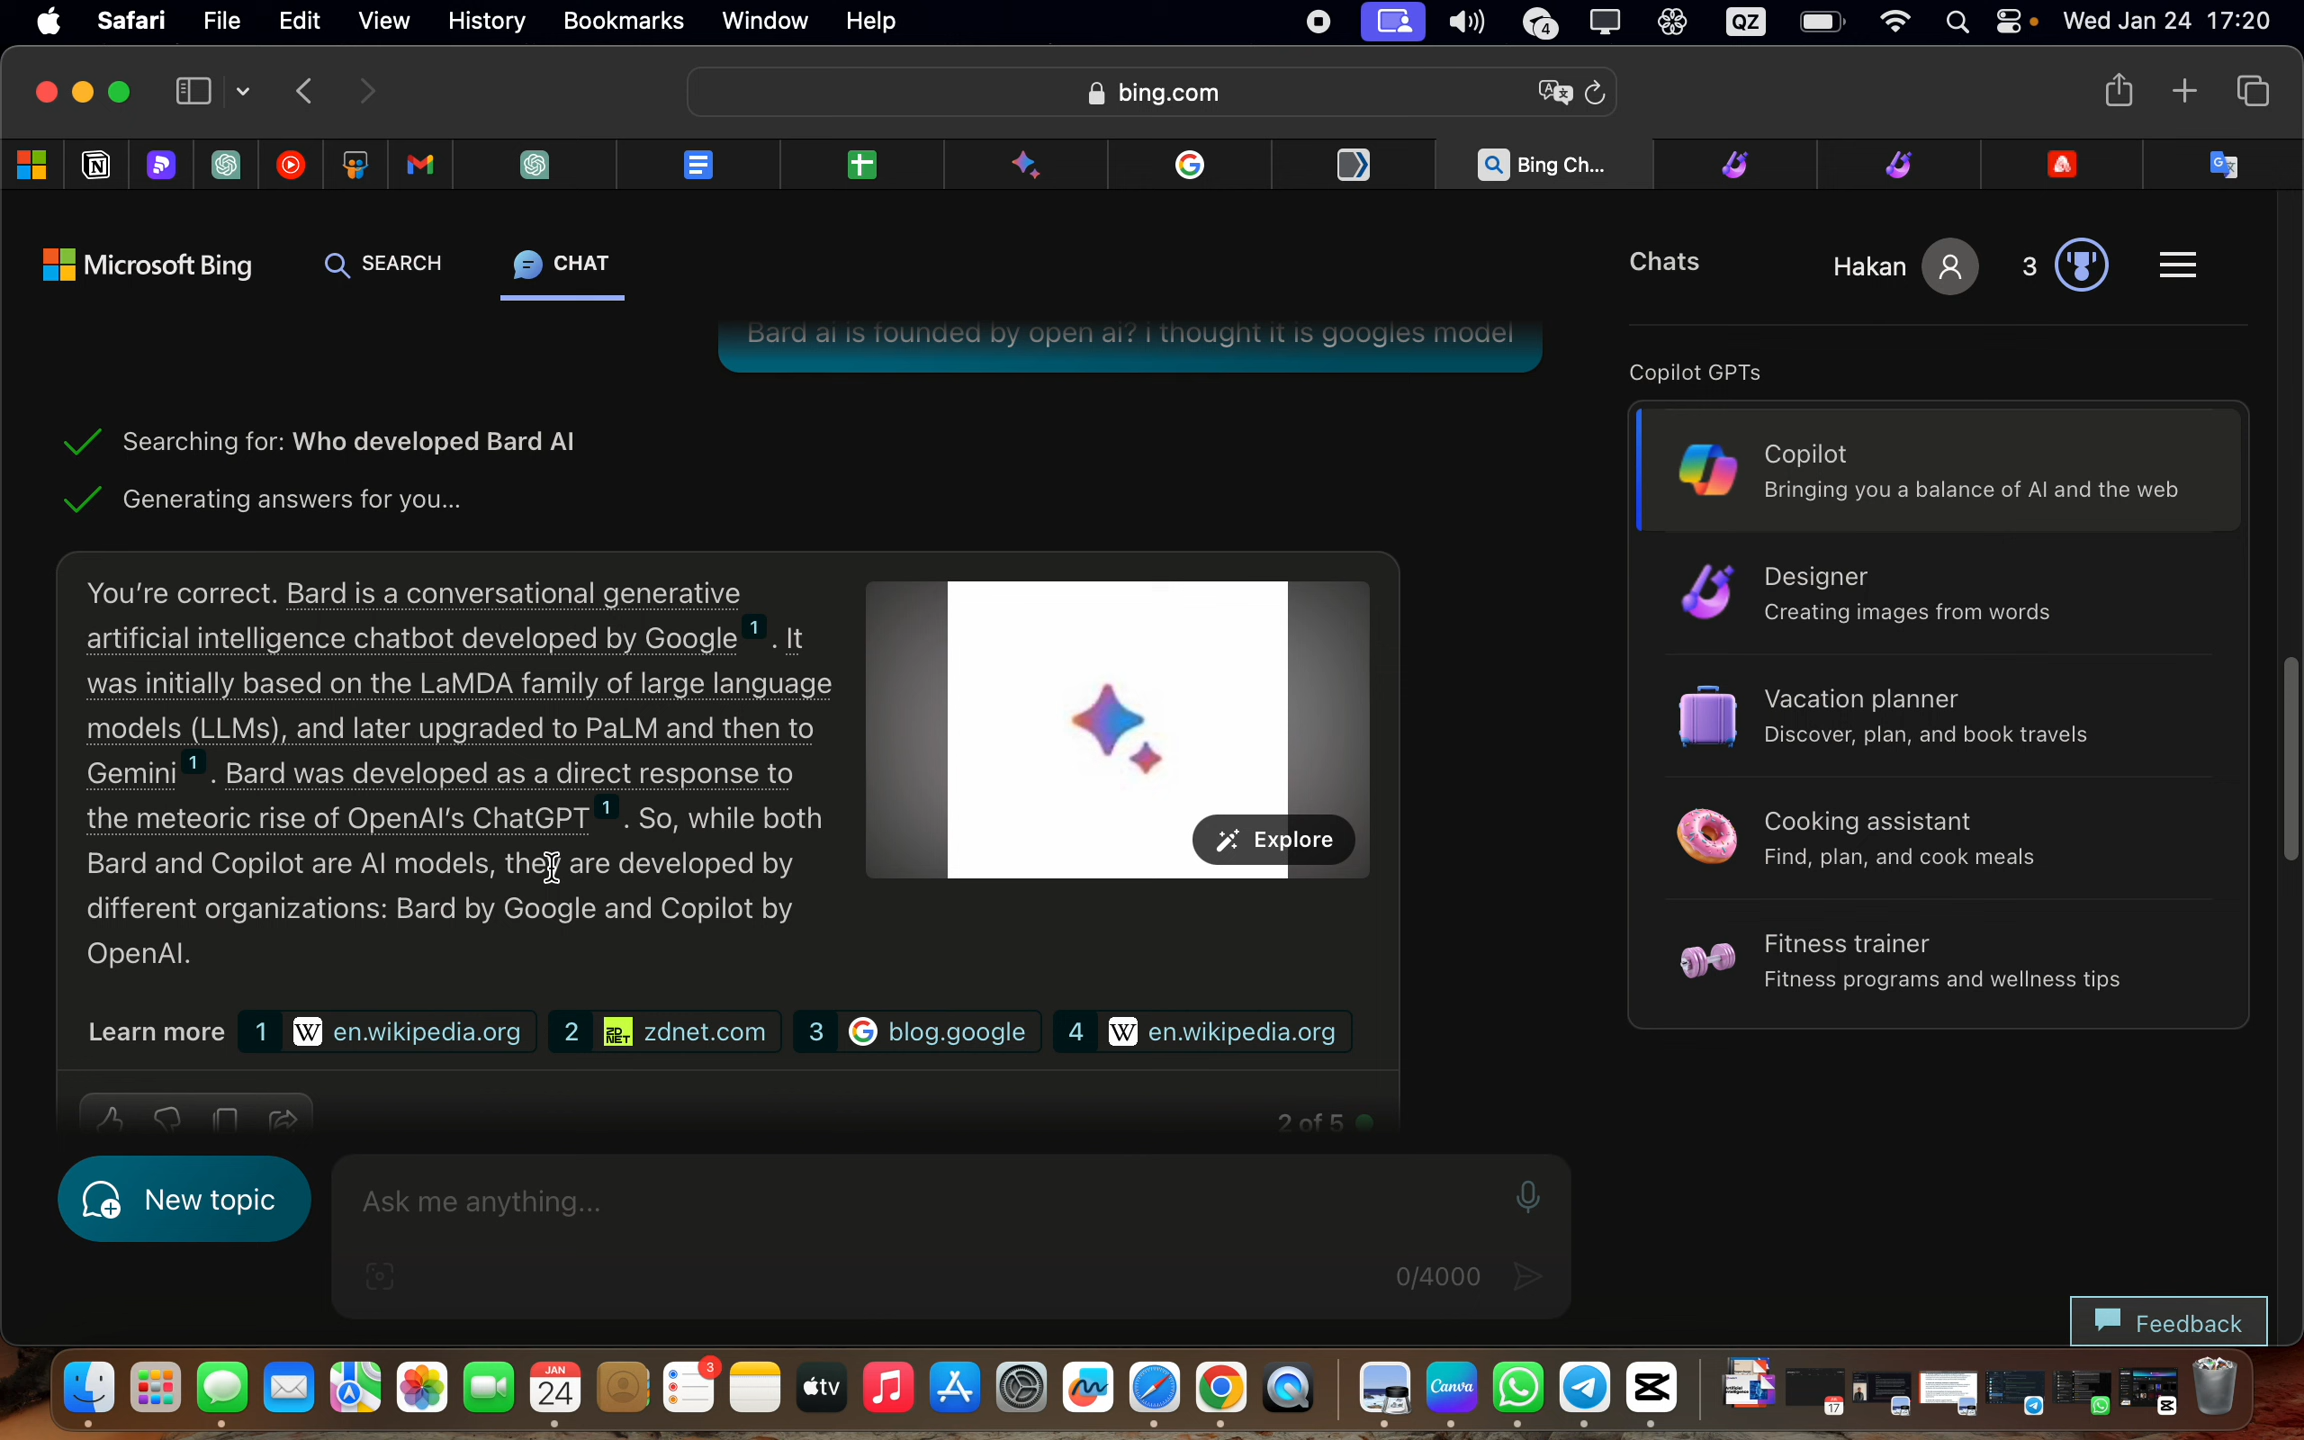 Safari File Edit View History Bookmarks Window Help 4 QZ Wed Jan 24 17:20
bing.com
Bing Ch...
Microsoft Bing SEARCH CHAT Chats Hakan 3
Bard ai is founded by open ai? i thought it is googles model
Copilot GPTs
Searching for: Who developed Bard AI
Generating answers for you...
Copilot
Bringing you a balance of AI and the web
Designer
Creating images from words
Vacation planner
Discover, plan, and book travels
Cooking assistant
Find, plan, and cook meals
Fitness trainer
Fitness programs and wellness tips
You're correct. Bard is a conversational generative
artificial intelligence chatbot developed by Google 1 . It
was initially based on the LaMDA family of large language
models (LLMs), and later upgraded to PaLM and then to
Gemini 1 . Bard was developed as a direct response to
the meteoric rise of OpenAI's ChatGPT 1 . So, while both
Bard and Copilot are AI models, they are developed by
different organizations: Bard by Google and Copilot by
OpenAI.
Explore
Learn more 1 W en.wikipedia.org 2 ZDNET zdnet.com 3 G blog.google 4 W en.wikipedia.org
2 of 5
New topic
Ask me anything...
0/4000
Feedback
JAN
24
3
tv
Canva
17